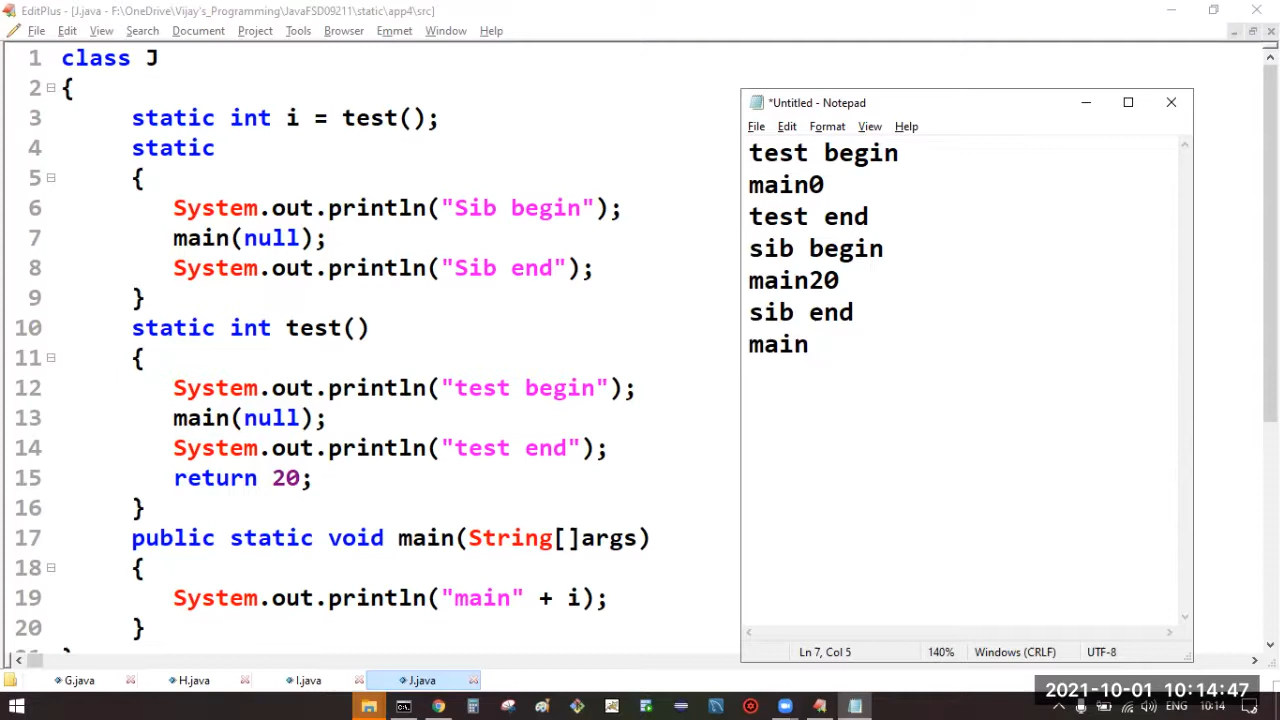 EditPlus - [J.java - F:\OneDrive\Vijay's_Programming\JavaFSD09211\static\app4\src]
File Edit View Search Document Project Tools Browser Emmet Window Help
1 class J
2 {
3 static int i = test();
4 static
5 {
6 System.out.println("Sib begin");
7 main(null);
8 System.out.println("Sib end");
9 }
10 static int test()
11 {
12 System.out.println("test begin");
13 main(null);
14 System.out.println("test end");
15 return 20;
16 }
17 public static void main(String[]args)
18 {
19 System.out.println("main" + i);
20 }
*Untitled - Notepad
File Edit Format View Help
test begin
main0
test end
sib begin
main20
sib end
main
Ln 7, Col 5 140% Windows (CRLF) UTF-8
G.java H.java I.java J.java
2021-10-01 10:14:47
ENG 10:14